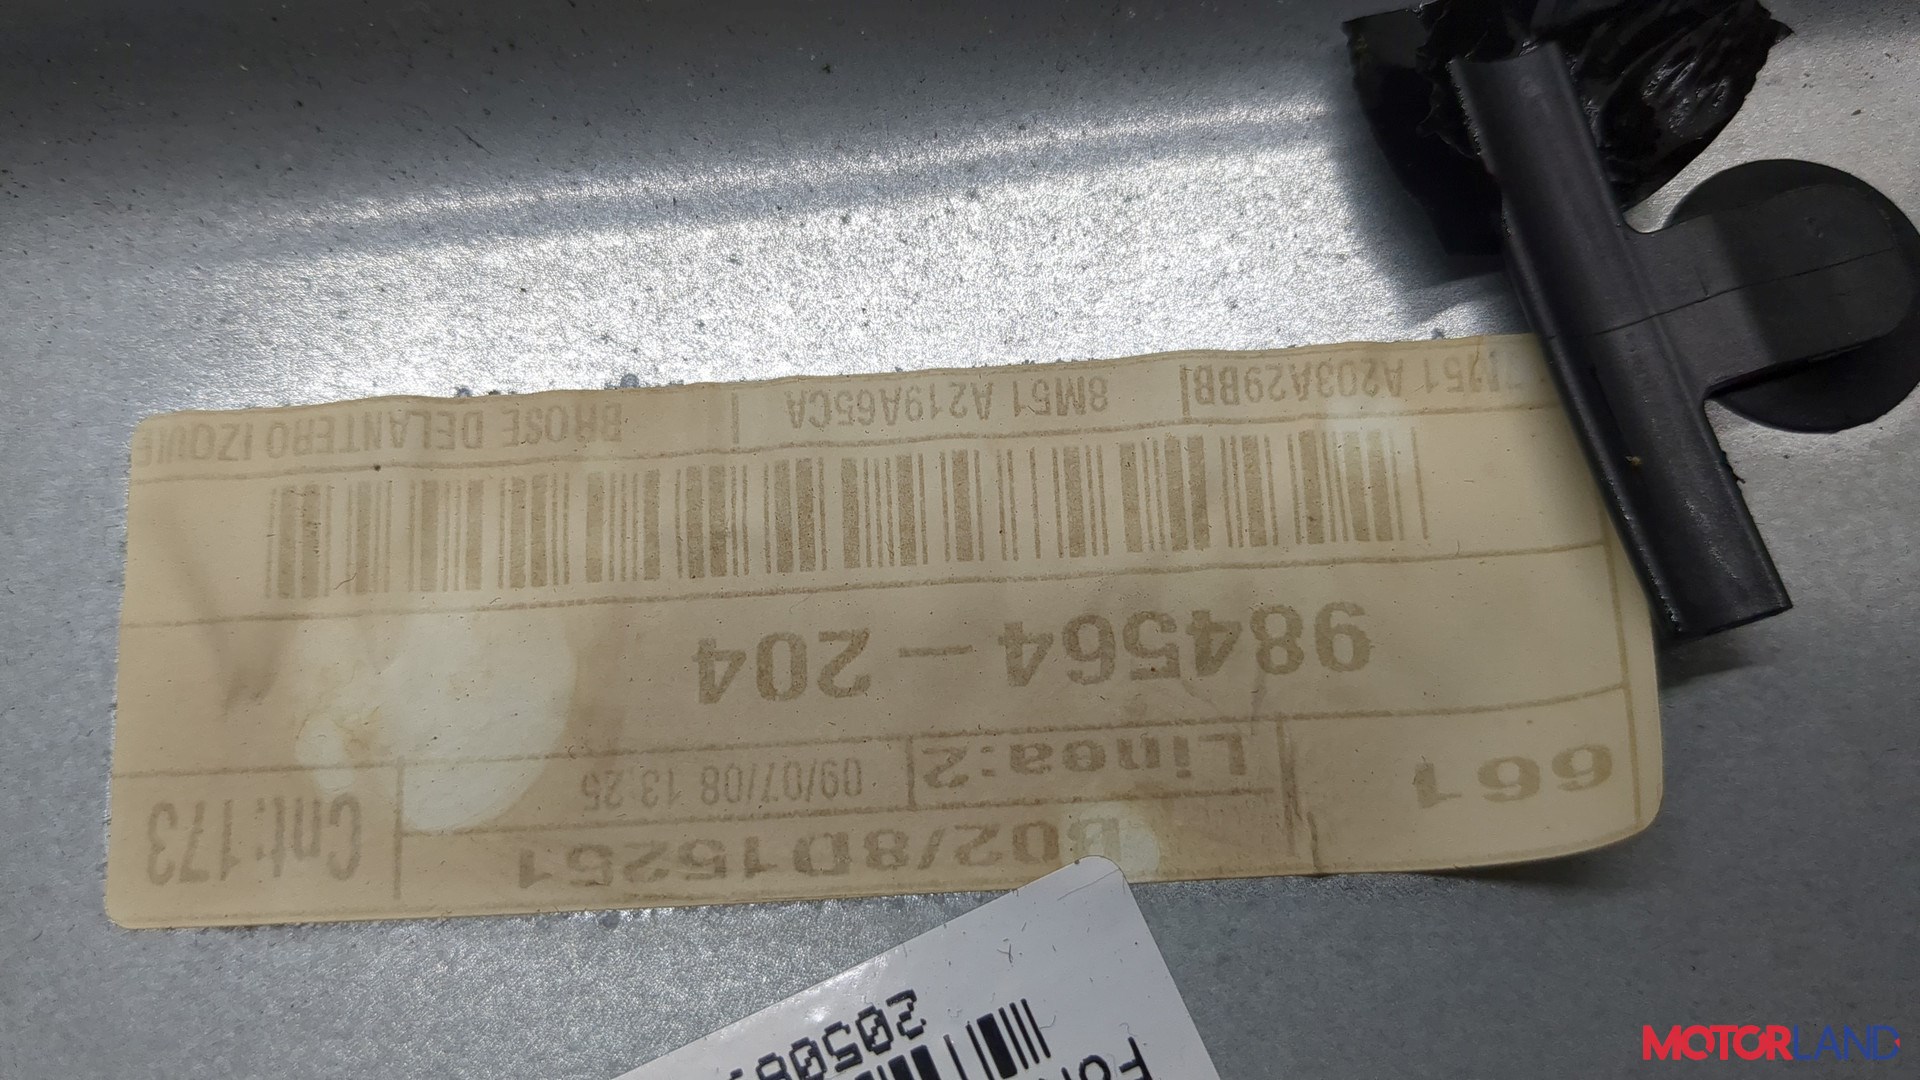 B02/8D15251
661 Linea:2 09/07/08 13.25 Cnt:173
984564-204
A203A29BB 8M51 A219A65CA BROSE DELANTERO IZQUIE
20508
MOTORLAND